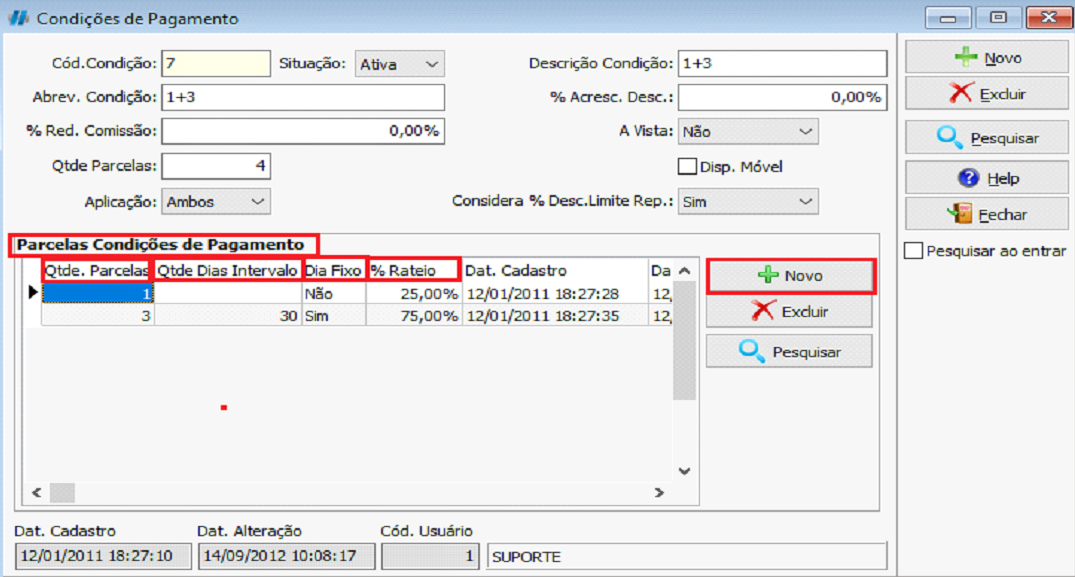 Condições de Pagamento
Cód.Condição: 7 Situação: Ativa Descrição Condição: 1+3
Abrev. Condição: 1+3 % Acresc. Desc.: 0,00%
% Red. Comissão: 0,00% A Vista: Não
Qtde Parcelas: 4 Disp. Móvel
Aplicação: Ambos Considera % Desc.Limite Rep.: Sim
Novo
Excluir
Pesquisar
Help
Fechar
Pesquisar ao entrar
Parcelas Condições de Pagamento
Qtde. Parcelas Qtde Dias Intervalo Dia Fixo % Rateio Dat. Cadastro Da
1 Não 25,00% 12/01/2011 18:27:28 12,
3 30 Sim 75,00% 12/01/2011 18:27:35 12,
Novo
Excluir
Pesquisar
Dat. Cadastro Dat. Alteração Cód. Usuário
12/01/2011 18:27:10 14/09/2012 10:08:17 1 SUPORTE